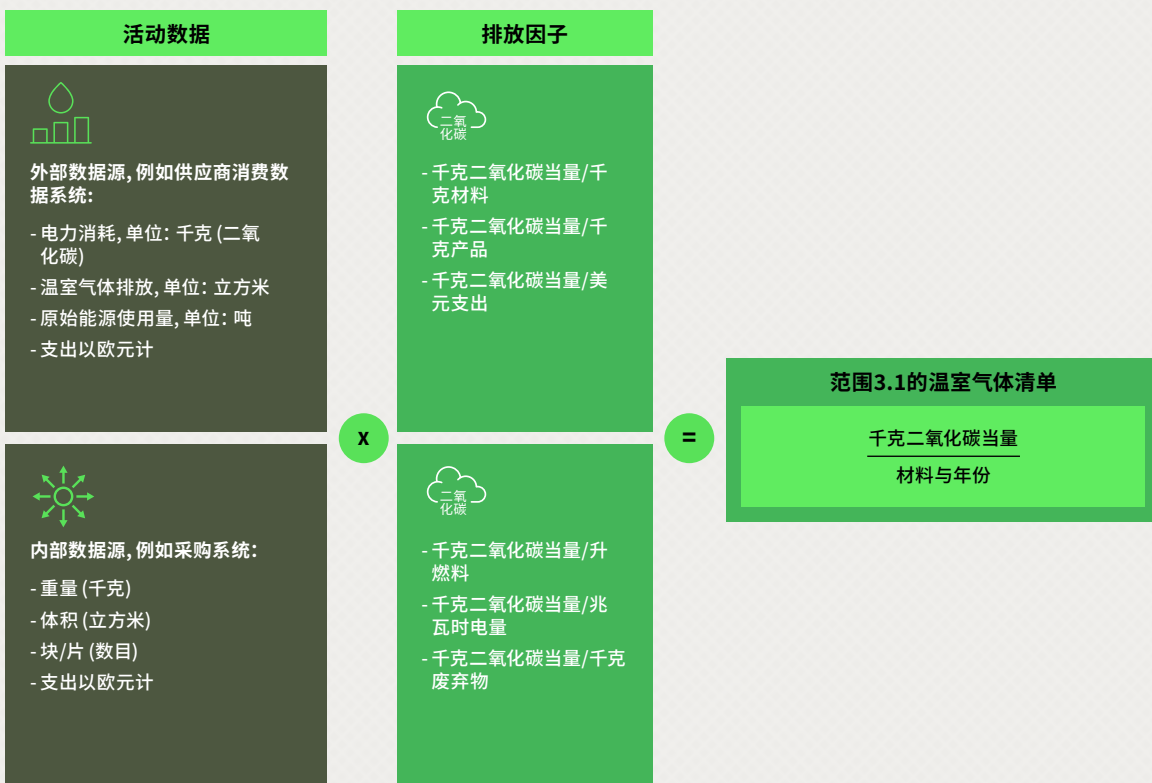 活动数据
外部数据源, 例如供应商消费数
据系统:
- 电力消耗, 单位: 千克 (二氧
化碳)
- 温室气体排放, 单位: 立方米
- 原始能源使用量, 单位: 吨
- 支出以欧元计
内部数据源, 例如采购系统:
- 重量 (千克)
- 体积 (立方米)
- 块/片 (数目)
- 支出以欧元计
x
排放因子
二氧
化碳
- 千克二氧化碳当量/千
克材料
- 千克二氧化碳当量/千
克产品
- 千克二氧化碳当量/美
元支出
二氧
化碳
- 千克二氧化碳当量/升
燃料
- 千克二氧化碳当量/兆
瓦时电量
- 千克二氧化碳当量/千克
废弃物
=
范围3.1的温室气体清单
千克二氧化碳当量
材料与年份